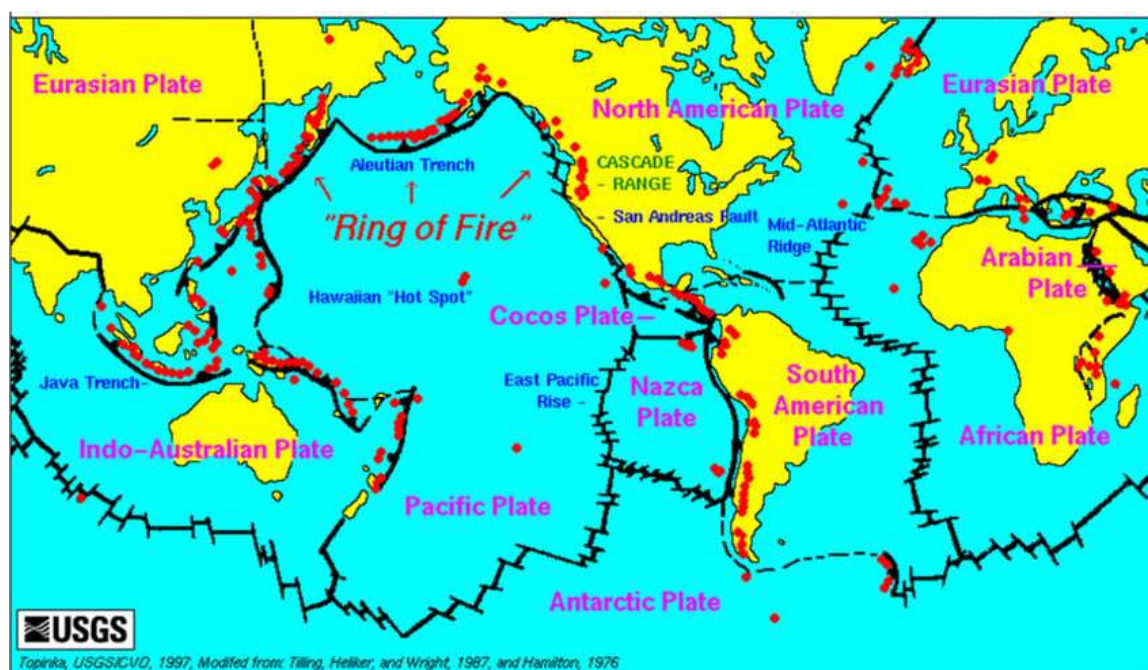 Eurasian Plate
North American Plate
Eurasian Plate
Aleutian Trench
CASCADE
- RANGE
"Ring of Fire"
- San Andreas Fault
Mid-Atlantic
Ridge
Arabian
Plate
Hawaiian "Hot Spot"
Cocos Plate
Java Trench-
East Pacific
Rise -
Nazca
Plate
South
American
Plate
Indo-Australian Plate
African Plate
Pacific Plate
Antarctic Plate
USGS
Topinka, USGS/CVO, 1997, Modifed from: Tilling, Heliker, and Wright, 1987, and Hamilton, 1976